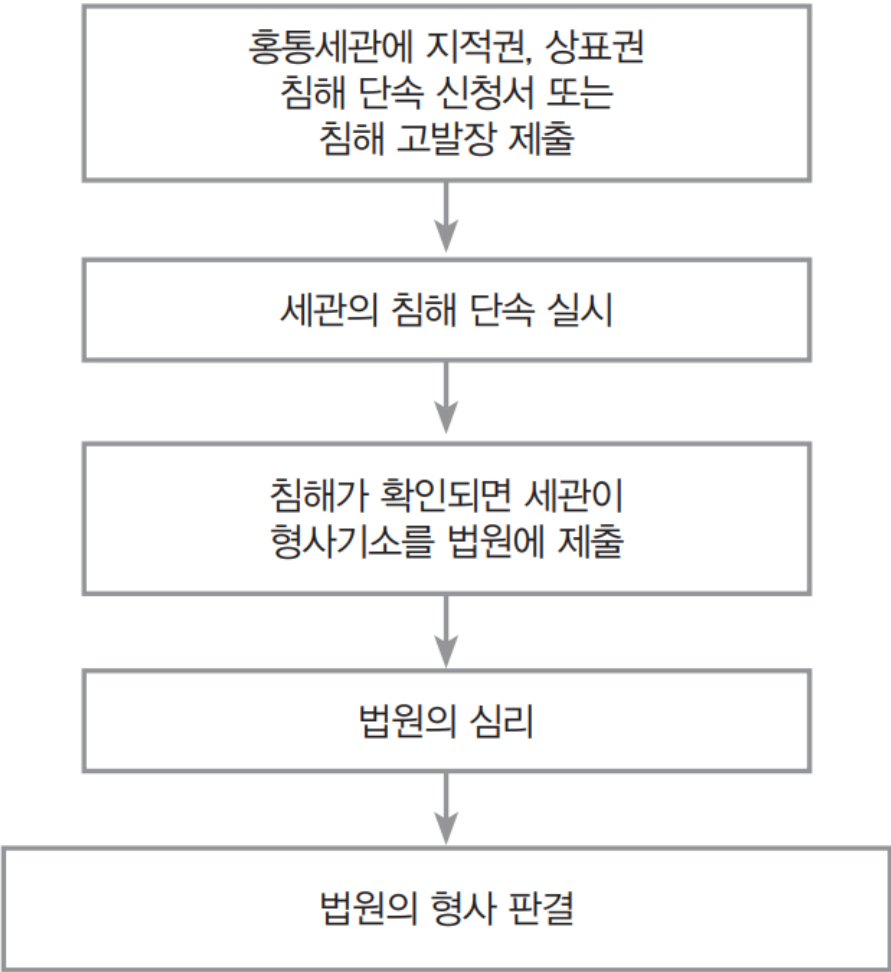 홍통세관에 지적권, 상표권
침해 단속 신청서 또는
침해 고발장 제출
세관의 침해 단속 실시
침해가 확인되면 세관이
형사기소를 법원에 제출
법원의 심리
법원의 형사 판결